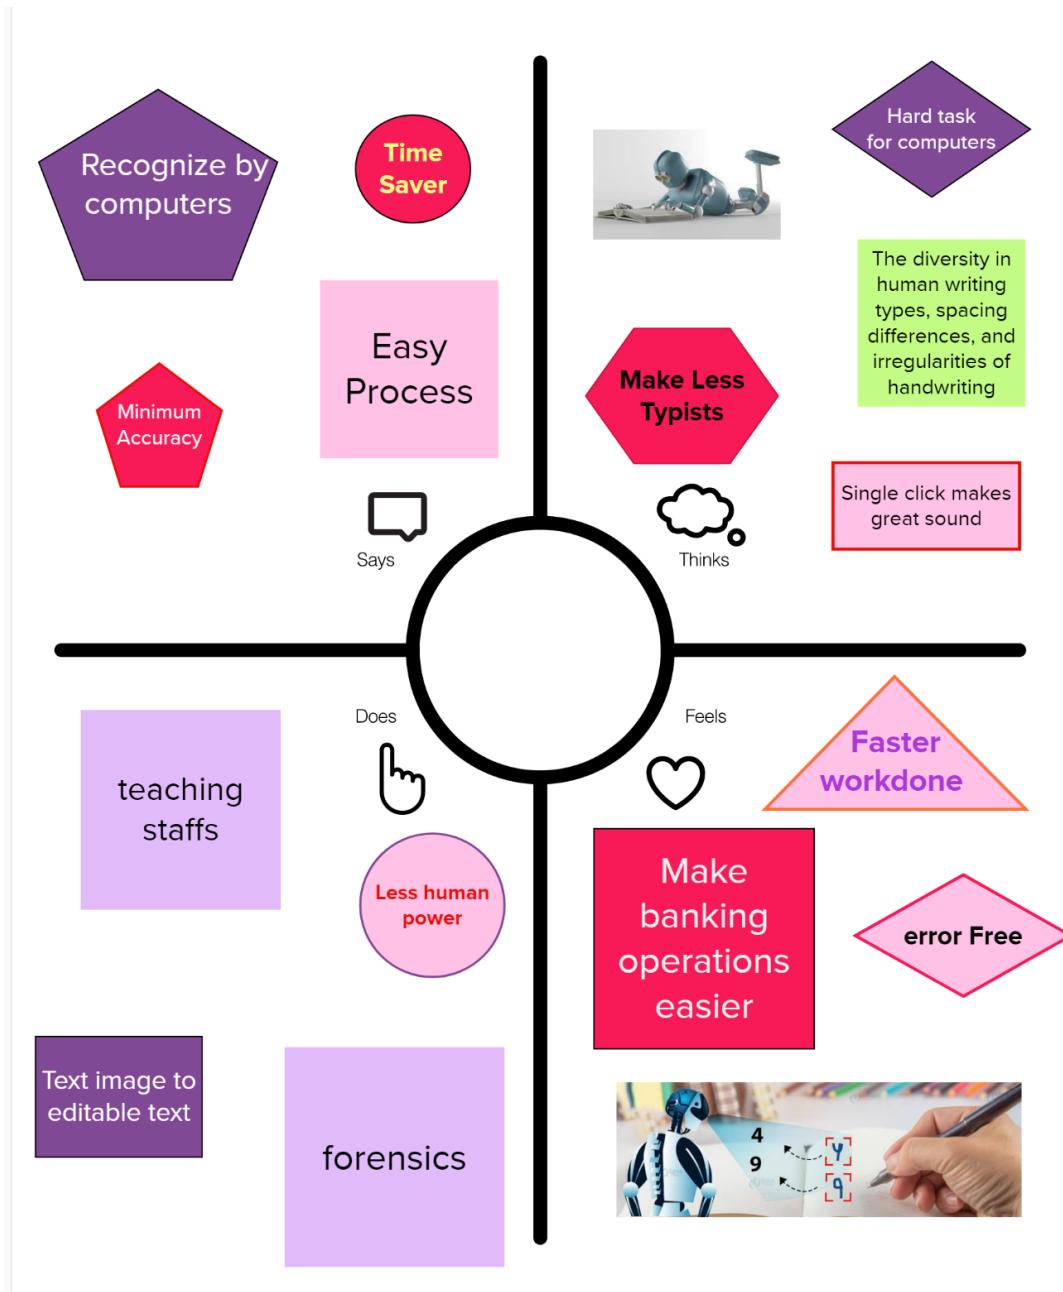 Recognize by
computers
Time
Saver
Easy
Process
Minimum
Accuracy
Says
Hard task
for computers
The diversity in
human writing
types, spacing
differences, and
irregularities of
handwriting
Make Less
Typists
Single click makes
great sound
Thinks
Does
teaching
staffs
Less human
power
Text image to
editable text
forensics
Feels
Faster
workdone
Make
banking
operations
easier
error Free
4
9
4
9